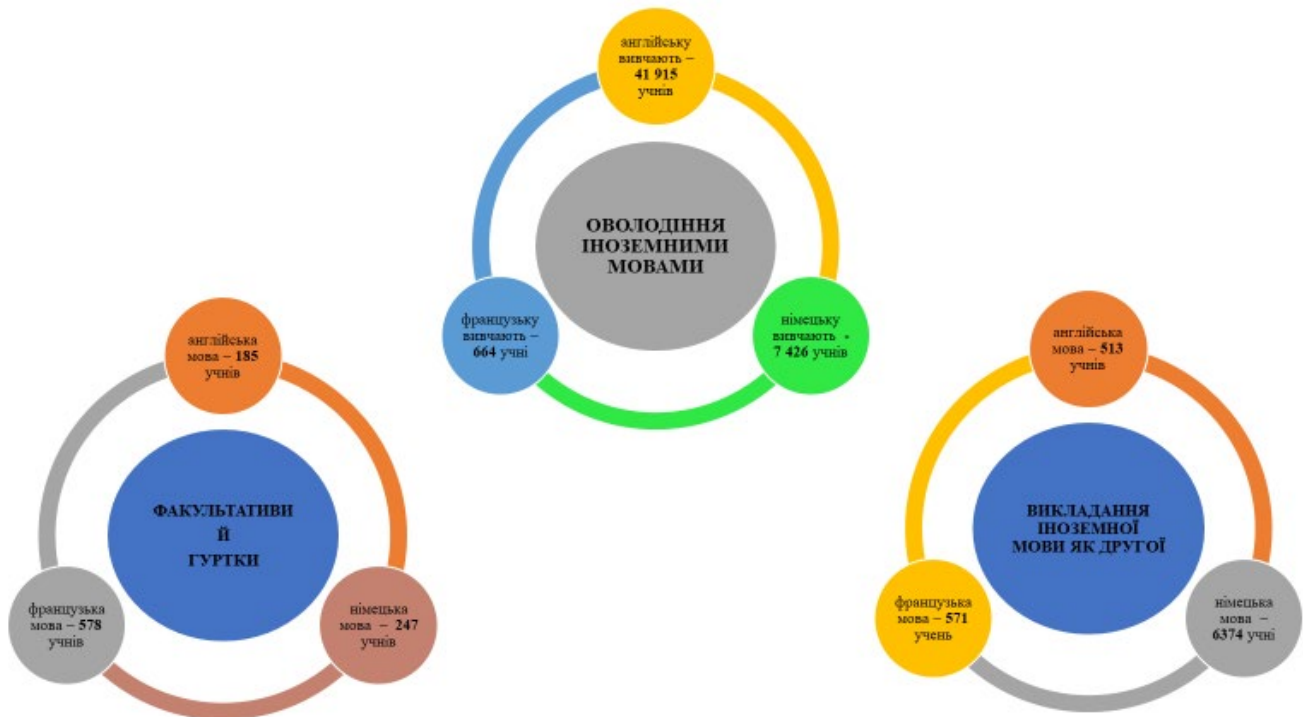 англійську
вивчають –
41 915
учнів
ОВОЛОДІННЯ
ІНОЗЕМНИМИ
МОВАМИ
французьку
вивчають –
664 учні
німецьку
вивчають -
7 426 учнів
англійська
мова – 185
учнів
ФАКУЛЬТАТИВИ
Й
ГУРТКИ
французька
мова – 578
учнів
німецька
мова – 247
учнів
англійська
мова – 513
учнів
ВИКЛАДАННЯ
ІНОЗЕМНОЇ
МОВИ ЯК ДРУГОЇ
французька
мова – 571
учень
німецька
мова –
6374 учні